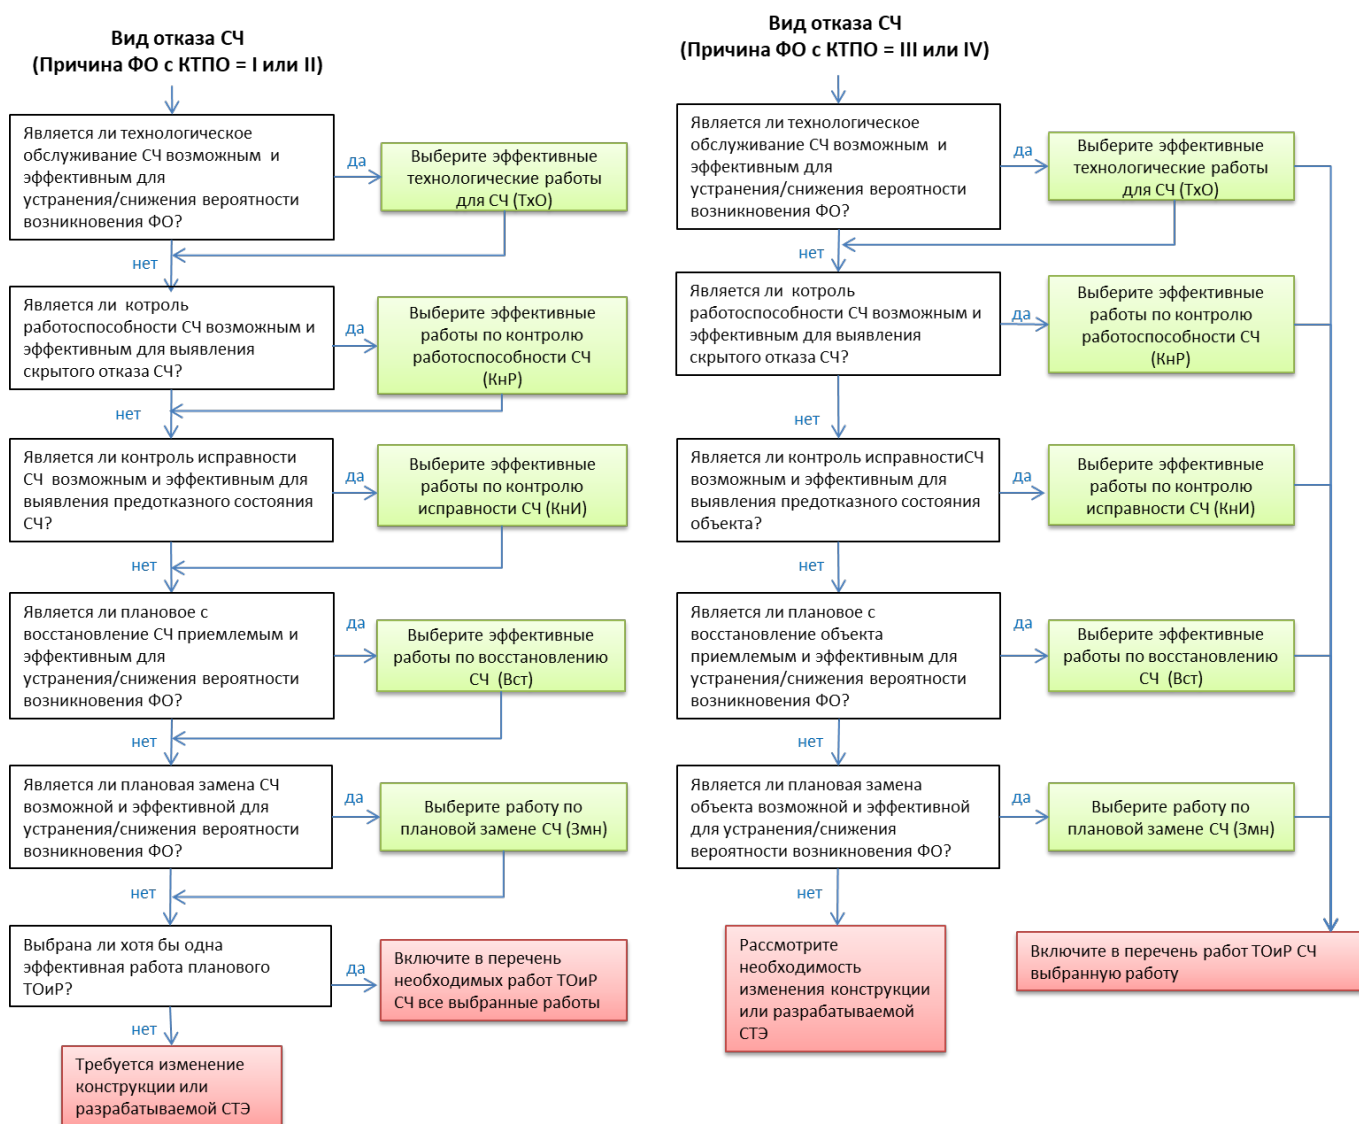 Вид отказа СЧ
(Причина ФО с КТПО = I или II)
Является ли технологическое
обслуживание СЧ возможным и
эффективным для
устранения/снижения вероятности
возникновения ФО?
да
Выберите эффективные
технологические работы
для СЧ (ТхО)
нет
Является ли котроль
работоспособности СЧ возможным и
эффективным для выявления
скрытого отказа СЧ?
да
Выберите эффективные
работы по контролю
работоспособности СЧ
(КнР)
нет
Является ли контроль исправности
СЧ возможным и эффективным для
выявления предотказного состояния
СЧ?
да
Выберите эффективные
работы по контролю
исправности СЧ (КнИ)
нет
Является ли плановое с
восстановление СЧ приемлемым и
эффективным для
устранения/снижения вероятности
возникновения ФО?
да
Выберите эффективные
работы по восстановлению
СЧ (Вст)
нет
Является ли плановая замена СЧ
возможной и эффективной для
устранения/снижения вероятности
возникновения ФО?
да
Выберите работу по
плановой замене СЧ (Змн)
нет
Выбрана ли хотя бы одна
эффективная работа планового
ТОиР?
да
Включите в перечень
необходимых работ ТОиР
СЧ все выбранные работы
нет
Требуется изменение
конструкции или
разрабатываемой СТЭ
Вид отказа СЧ
(Причина ФО с КТПО = III или IV)
Является ли технологическое
обслуживание СЧ возможным и
эффективным для
устранения/снижения вероятности
возникновения ФО?
да
Выберите эффективные
технологические работы
для СЧ (ТхО)
нет
Является ли котроль
работоспособности СЧ возможным и
эффективным для выявления
скрытого отказа СЧ?
да
Выберите эффективные
работы по контролю
работоспособности СЧ
(КнР)
нет
Является ли контроль исправностиСЧ
возможным и эффективным для
выявления предотказного состояния
объекта?
да
Выберите эффективные
работы по контролю
исправности СЧ (КнИ)
нет
Является ли плановое с
восстановление объекта
приемлемым и эффективным для
устранения/снижения вероятности
возникновения ФО?
да
Выберите эффективные
работы по восстановлению
СЧ (Вст)
нет
Является ли плановая замена
объекта возможной и эффективной
для устранения/снижения
вероятности возникновения ФО?
да
Выберите работу по
плановой замене СЧ (Змн)
нет
Рассмотрите
необходимость
изменения конструкции
или разрабатываемой
СТЭ
Включите в перечень работ ТОиР СЧ
выбранную работу